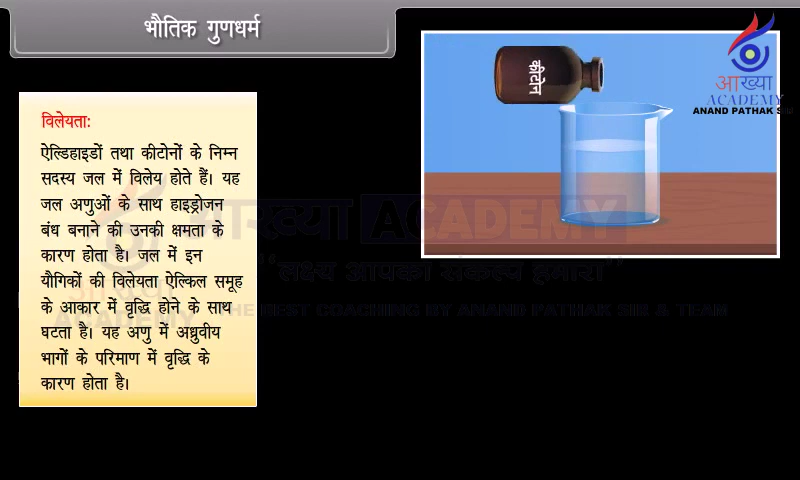 भौतिक गुणधर्म
विलेयताः
ऐल्डिहाइडों तथा कीटोनों के निम्न
सदस्य जल में विलेय होते हैं। यह
जल अणुओं के साथ हाइड्रोजन
बंध बनाने की उनकी क्षमता के
कारण होता है। जल में इन
यौगिकों की विलेयता ऐल्किल समूह
के आकार में वृद्धि होने के साथ
घटता है। यह अणु में अध्रुवीय
भागों के परिमाण में वृद्धि के
कारण होता है।
कीटोन
आख्या
ACADEMY
ANAND PATHAK SIR
आख्या ACADEMY
"लक्ष्य आपका संकल्प हमारा"
THE BEST COACHING BY ANAND PATHAK SIR & TEAM
आख्या
ACADEMY